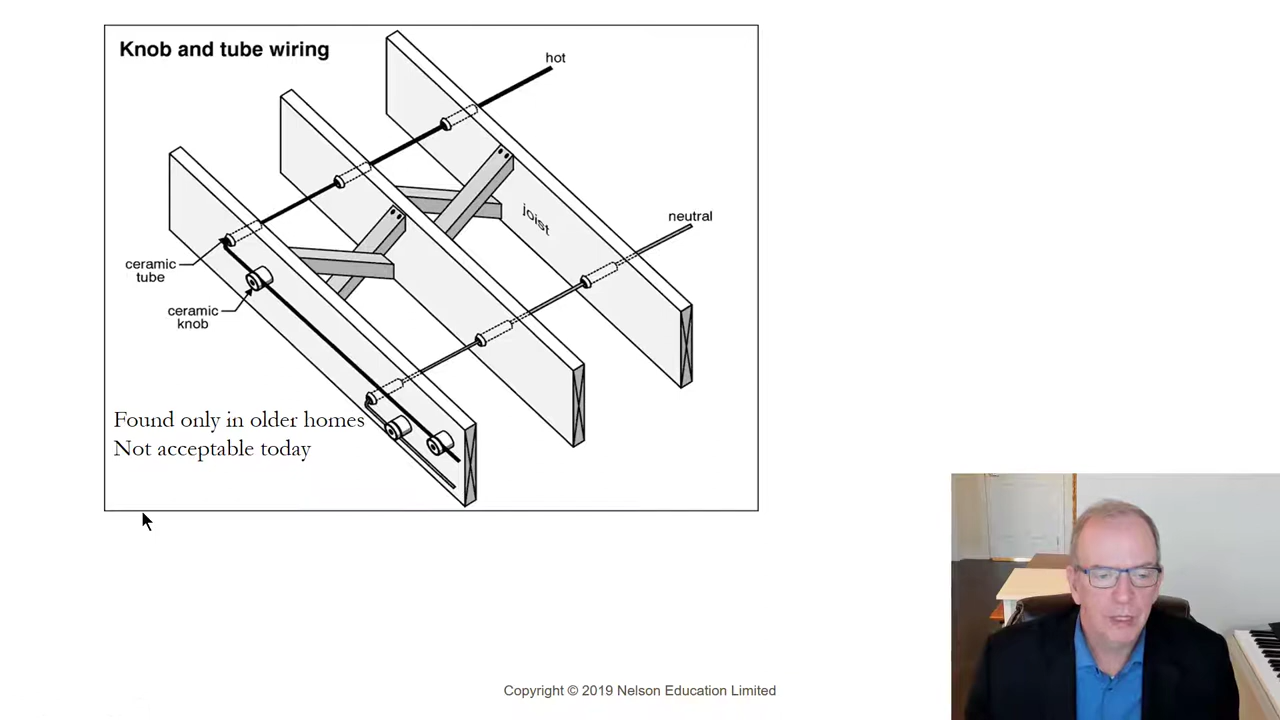 Knob and tube wiring
hot
joist
neutral
ceramic
tube
ceramic
knob
Found only in older homes
Not acceptable today
Copyright © 2019 Nelson Education Limited